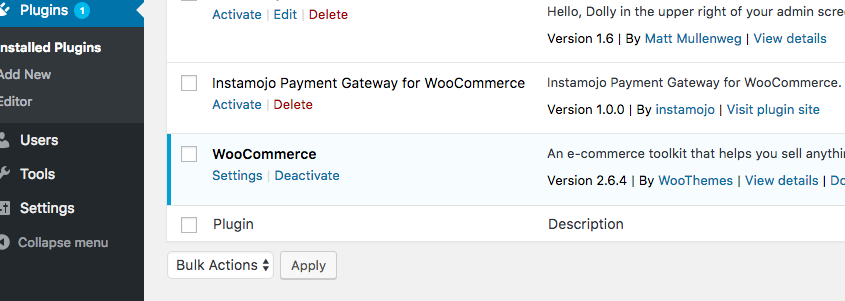 Plugins 1
Installed Plugins
Add New
Editor
Users
Tools
Settings
Collapse menu
Activate | Edit | Delete
Hello, Dolly in the upper right of your admin scre
Version 1.6 | By Matt Mullenweg | View details
Instamojo Payment Gateway for WooCommerce
Activate | Delete
Instamojo Payment Gateway for WooCommerce.
Version 1.0.0 | By instamojo | Visit plugin site
WooCommerce
Settings | Deactivate
An e-commerce toolkit that helps you sell anythin
Version 2.6.4 | By WooThemes | View details | Do
Plugin
Description
Bulk Actions
Apply